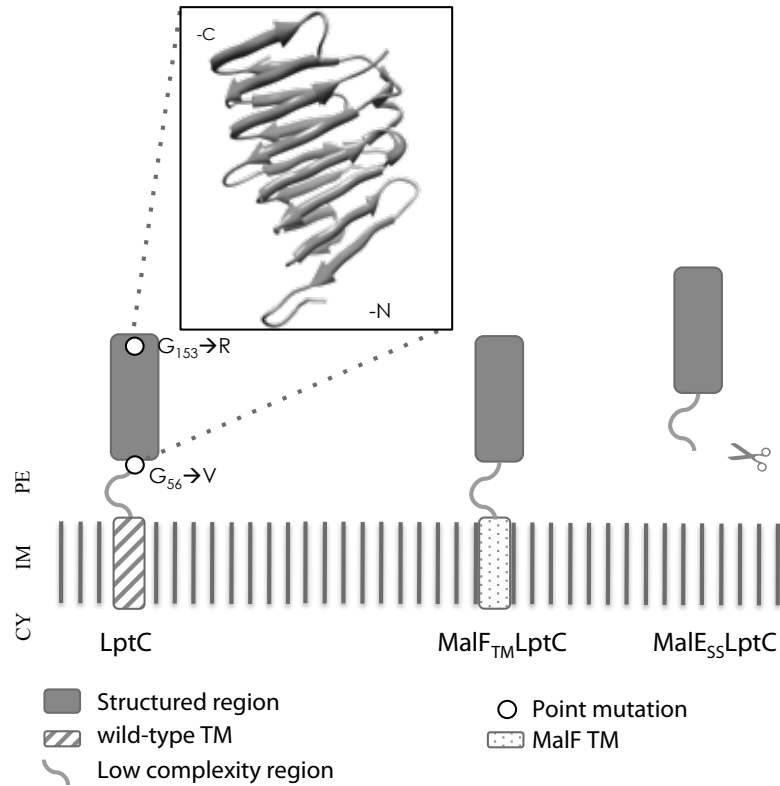 -C
-N
G153→R
G56→V
PE
IM
CY
LptC
MalFTMLptC
MalESSLptC
Structured region
wild-type TM
Low complexity region
Point mutation
MalF TM